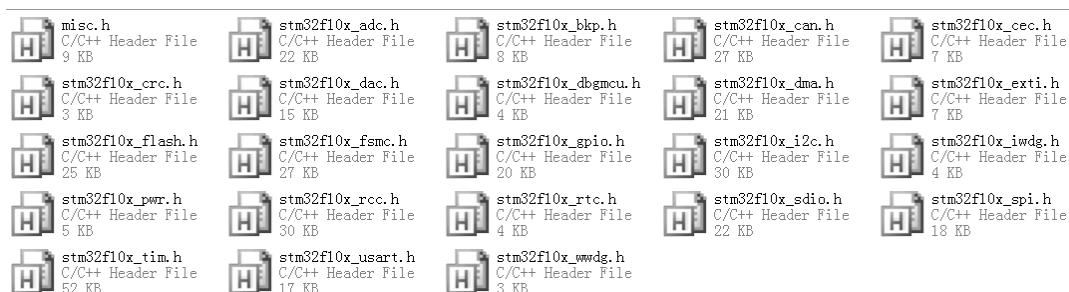 misc.h
C/C++ Header File
9 KB
stm32f10x_adc.h
C/C++ Header File
22 KB
stm32f10x_bkp.h
C/C++ Header File
8 KB
stm32f10x_can.h
C/C++ Header File
27 KB
stm32f10x_cec.h
C/C++ Header File
7 KB
stm32f10x_crc.h
C/C++ Header File
3 KB
stm32f10x_dac.h
C/C++ Header File
15 KB
stm32f10x_dbgmcu.h
C/C++ Header File
4 KB
stm32f10x_dma.h
C/C++ Header File
21 KB
stm32f10x_exti.h
C/C++ Header File
7 KB
stm32f10x_flash.h
C/C++ Header File
25 KB
stm32f10x_fsmc.h
C/C++ Header File
27 KB
stm32f10x_gpio.h
C/C++ Header File
20 KB
stm32f10x_i2c.h
C/C++ Header File
30 KB
stm32f10x_iwdg.h
C/C++ Header File
4 KB
stm32f10x_pwr.h
C/C++ Header File
5 KB
stm32f10x_rcc.h
C/C++ Header File
30 KB
stm32f10x_rtc.h
C/C++ Header File
4 KB
stm32f10x_sdio.h
C/C++ Header File
22 KB
stm32f10x_spi.h
C/C++ Header File
18 KB
stm32f10x_tim.h
C/C++ Header File
52 KB
stm32f10x_usart.h
C/C++ Header File
17 KB
stm32f10x_wwdg.h
C/C++ Header File
3 KB